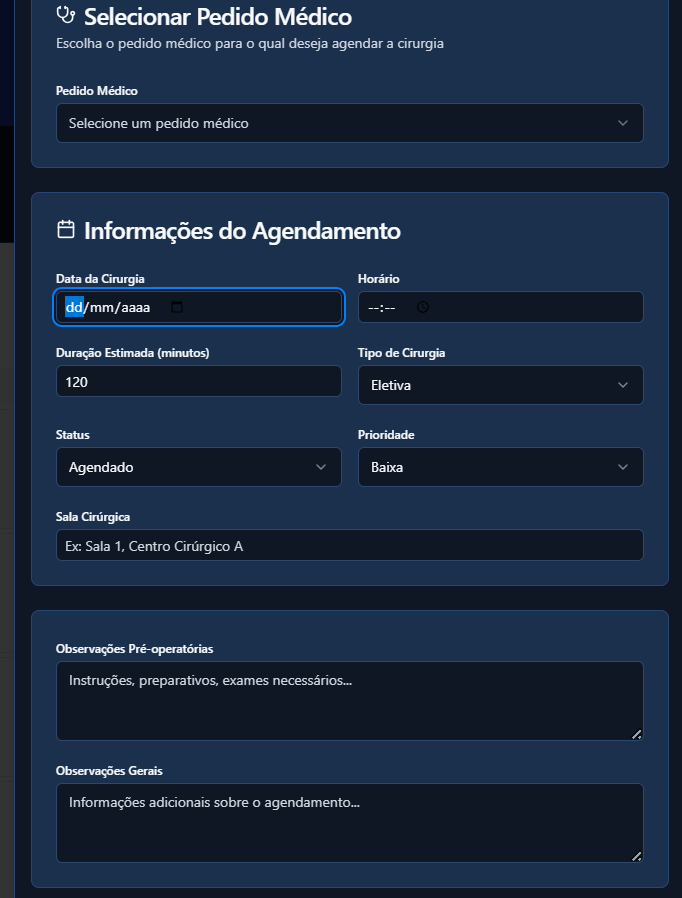 Selecionar Pedido Médico
Escolha o pedido médico para o qual deseja agendar a cirurgia
Pedido Médico
Selecione um pedido médico
Informações do Agendamento
Data da Cirurgia
Horário
dd/mm/aaaa
--:--
Duração Estimada (minutos)
Tipo de Cirurgia
120
Eletiva
Status
Prioridade
Agendado
Baixa
Sala Cirúrgica
Ex: Sala 1, Centro Cirúrgico A
Observações Pré-operatórias
Instruções, preparativos, exames necessários...
Observações Gerais
Informações adicionais sobre o agendamento...